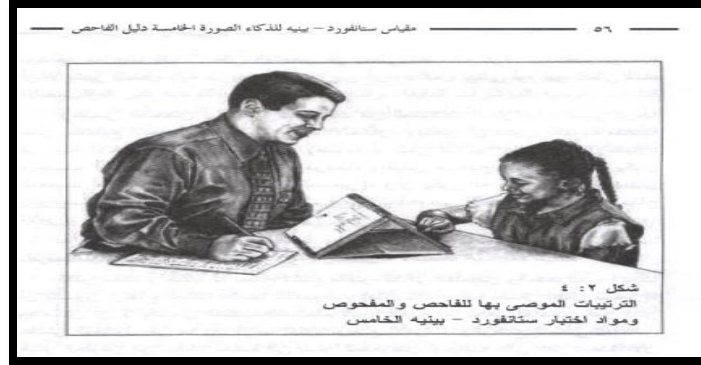 ٥٦ مقياس ستانفورد – بينيه للذكاء الصورة الخامسة دليل الفاحص
شكل ٢: ٤
الترتيبات الموصى بها للفاحص والمفحوص
ومواد اختبار ستانفورد – بينيه الخامس